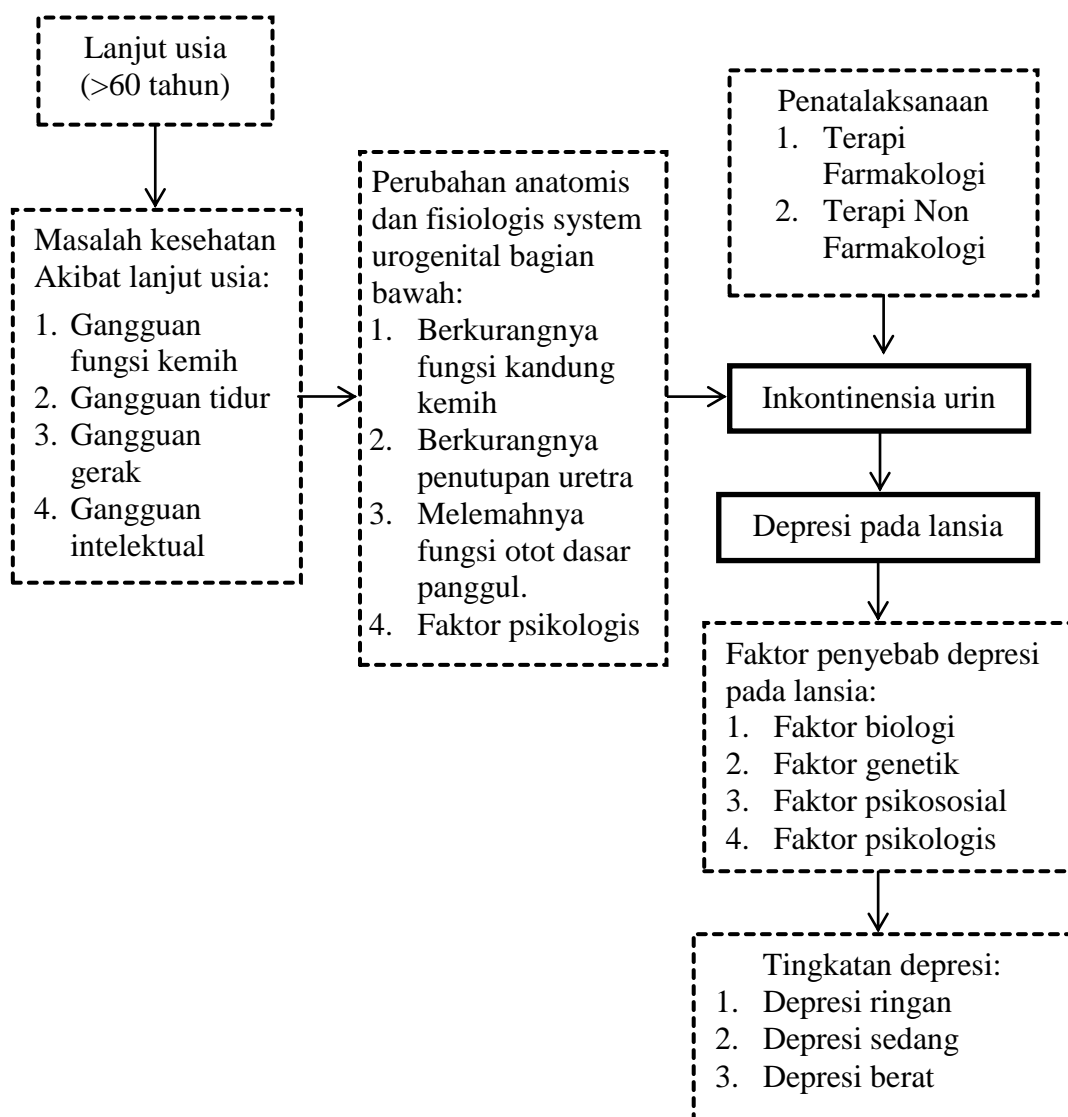 Lanjut usia
(>60 tahun)
Masalah kesehatan
Akibat lanjut usia:
1. Gangguan
fungsi kemih
2. Gangguan tidur
3. Gangguan
gerak
4. Gangguan
intelektual
Perubahan anatomis
dan fisiologis system
urogenital bagian
bawah:
1. Berkurangnya
fungsi kandung
kemih
2. Berkurangnya
penutupan uretra
3. Melemahnya
fungsi otot dasar
panggul.
4. Faktor psikologis
Penatalaksanaan
1. Terapi
Farmakologi
2. Terapi Non
Farmakologi
Inkontinensia urin
Depresi pada lansia
Faktor penyebab depresi
pada lansia:
1. Faktor biologi
2. Faktor genetik
3. Faktor psikososial
4. Faktor psikologis
Tingkatan depresi:
1. Depresi ringan
2. Depresi sedang
3. Depresi berat